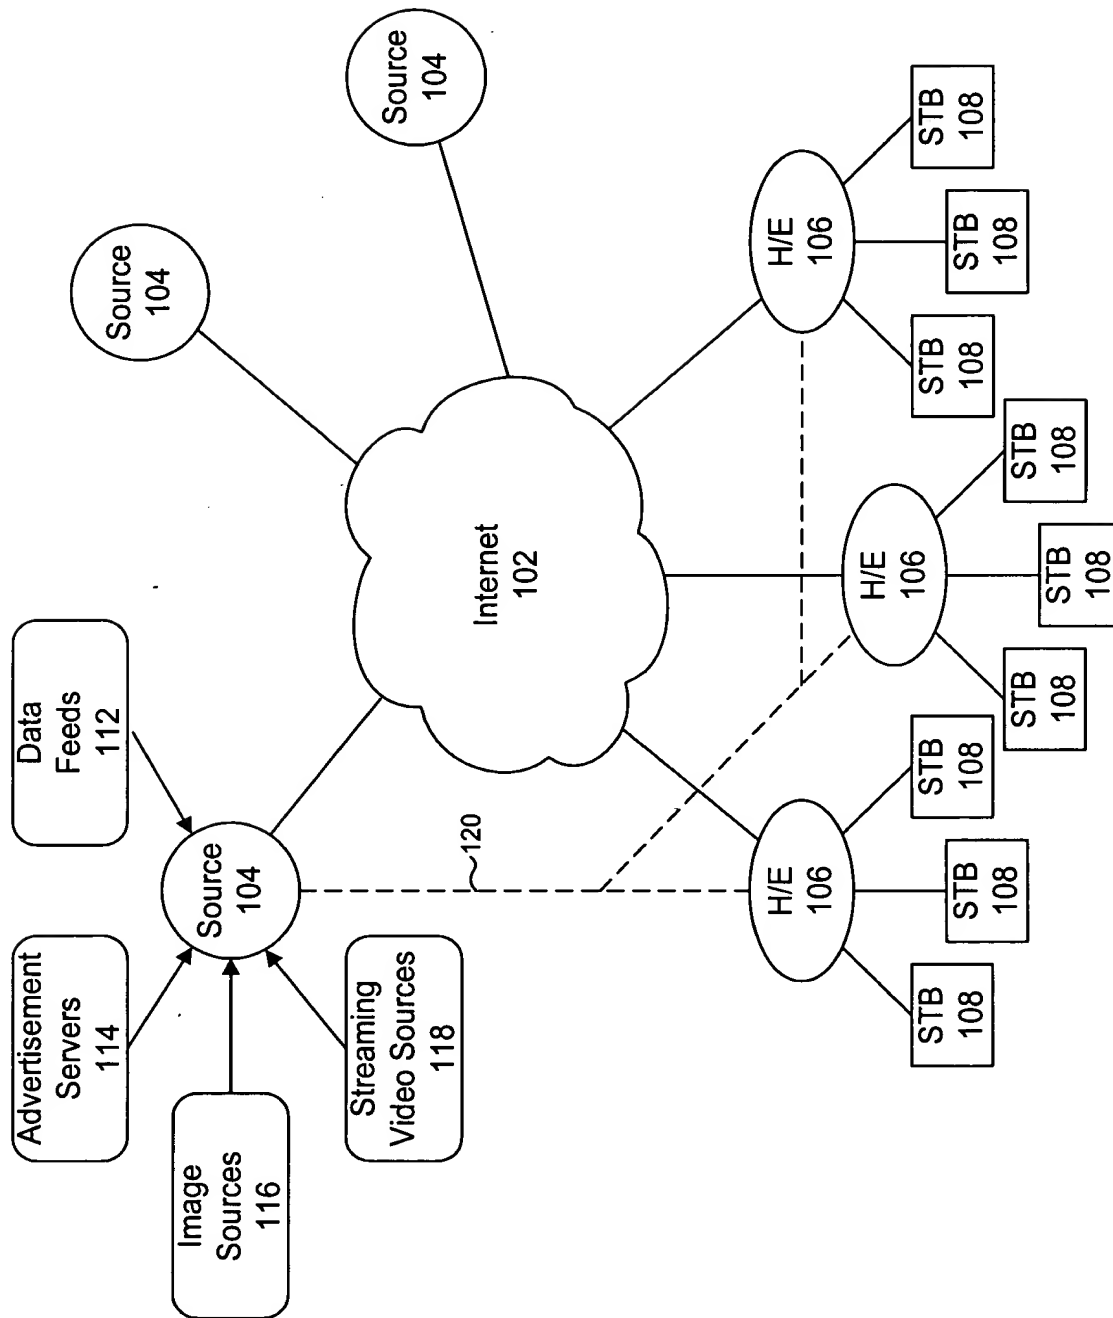 Advertisement
Servers
114
Data
Feeds
112
Image
Sources
116
Source
104
Source
104
Source
104
Streaming
Video Sources
118
120
Internet
102
H/E
106
H/E
106
H/E
106
STB
108
STB
108
STB
108
STB
108
STB
108
STB
108
STB
108
STB
108
STB
108